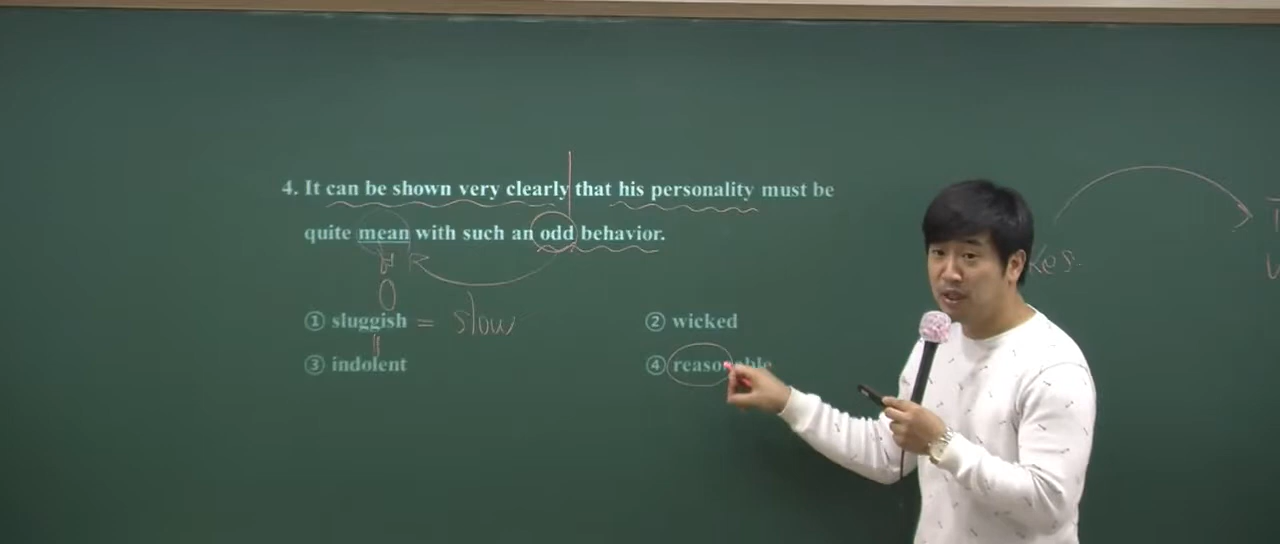 4. It can be shown very clearly that his personality must be
quite mean with such an odd behavior.
① sluggish = slow
② wicked
③ indolent
④ reasonable